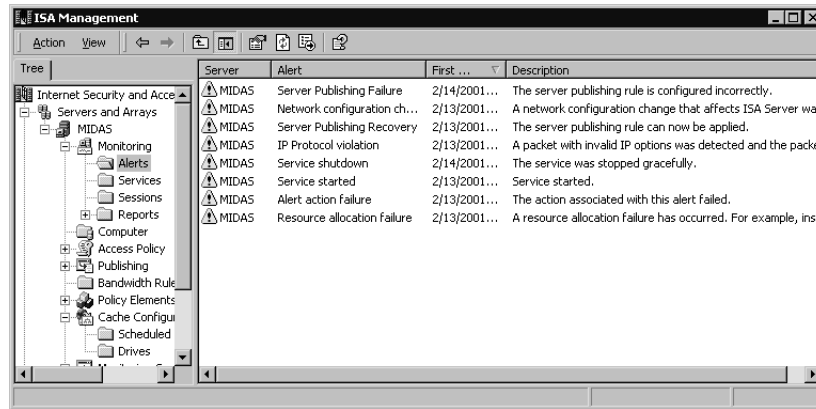 ISA Management
Action View
Tree
Server Alert First ... Description
Internet Security and Acce
Servers and Arrays
MIDAS
Monitoring
Alerts
Services
Sessions
Reports
Computer
Access Policy
Publishing
Bandwidth Rule
Policy Elements
Cache Configu
Scheduled
Drives
MIDAS Server Publishing Failure 2/14/2001... The server publishing rule is configured incorrectly.
MIDAS Network configuration ch... 2/13/2001... A network configuration change that affects ISA Server wa
MIDAS Server Publishing Recovery 2/13/2001... The server publishing rule can now be applied.
MIDAS IP Protocol violation 2/13/2001... A packet with invalid IP options was detected and the packe
MIDAS Service shutdown 2/14/2001... The service was stopped gracefully.
MIDAS Service started 2/13/2001... Service started.
MIDAS Alert action failure 2/13/2001... The action associated with this alert failed.
MIDAS Resource allocation failure 2/13/2001... A resource allocation failure has occurred. For example, ins